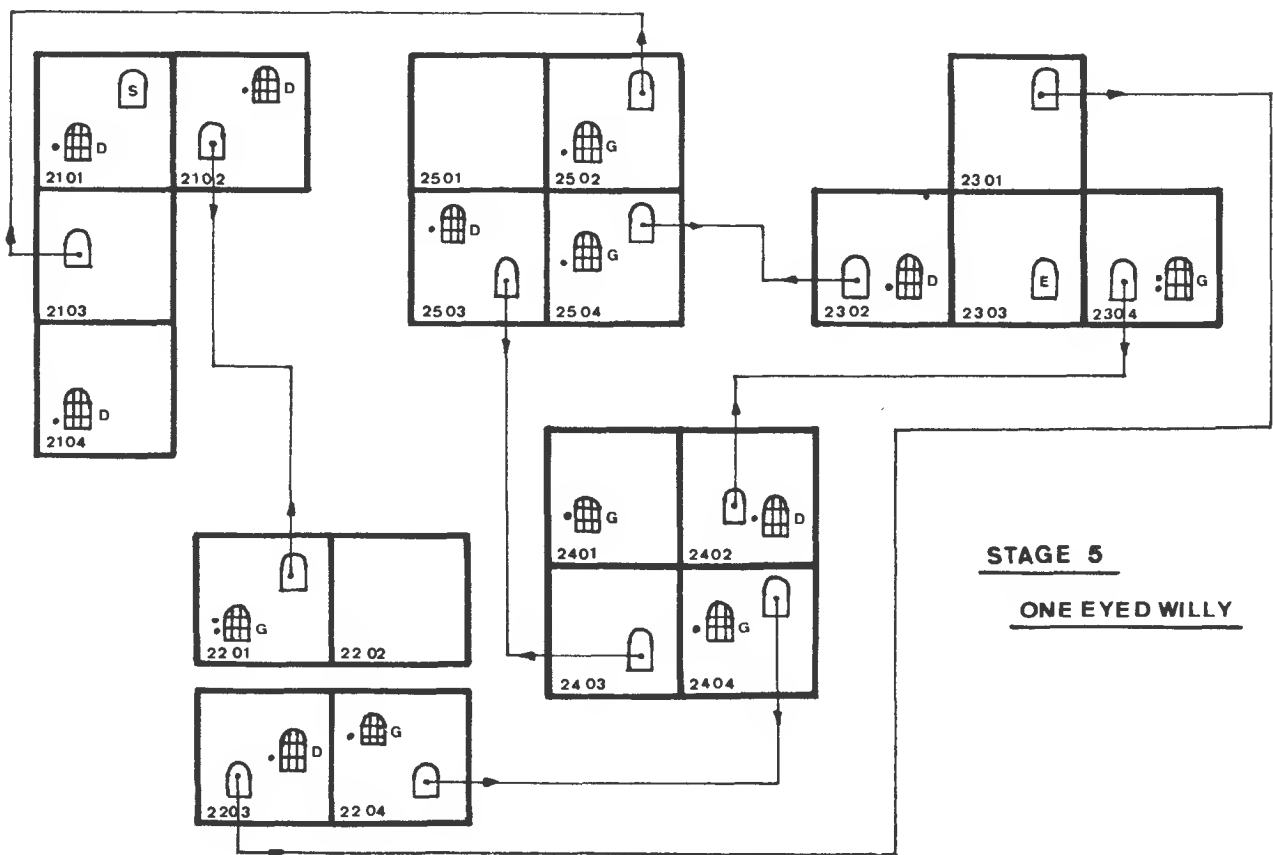 S
D
D
2101
2102
2103
D
2104
G
2501
2502
D
G
2503
2504
2301
D
E
G
2302
2303
2304
G
D
2401
2402
G
2403
2404
G
2201
2202
D
G
2203
2204
STAGE 5
ONE EYED WILLY